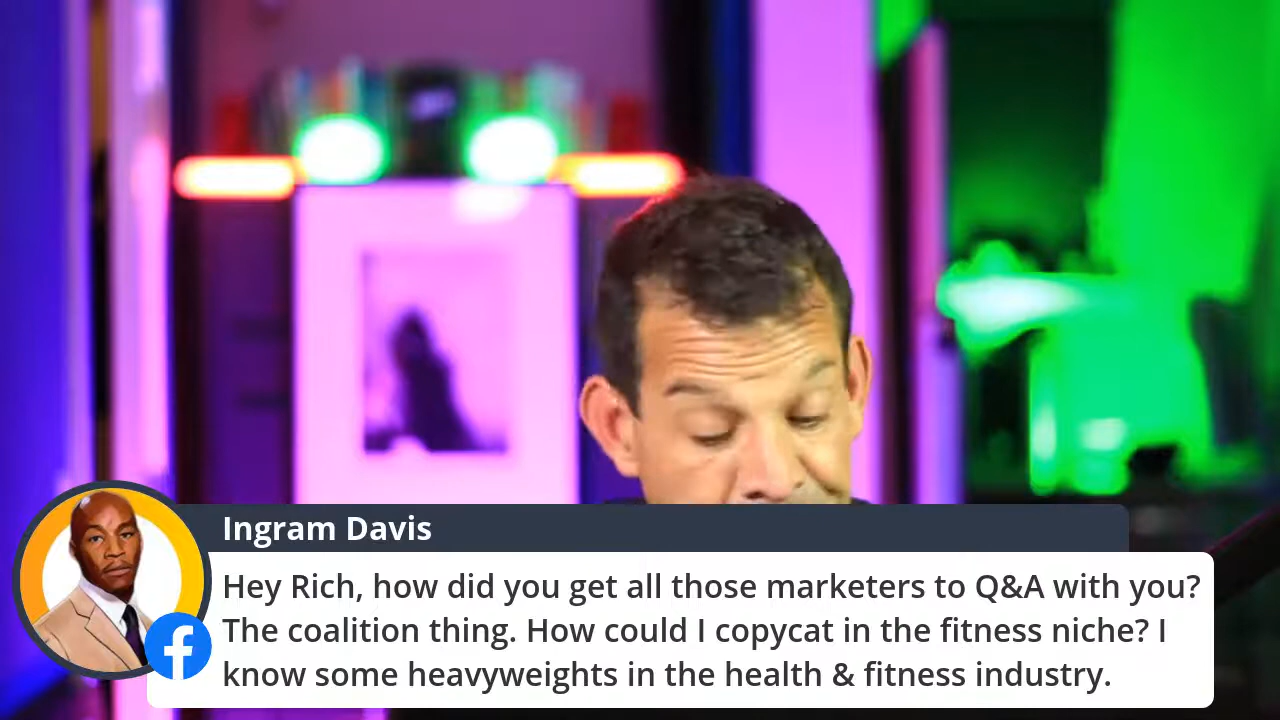 Ingram Davis
Hey Rich, how did you get all those marketers to Q&A with you?
The coalition thing. How could I copycat in the fitness niche? I
know some heavyweights in the health & fitness industry.